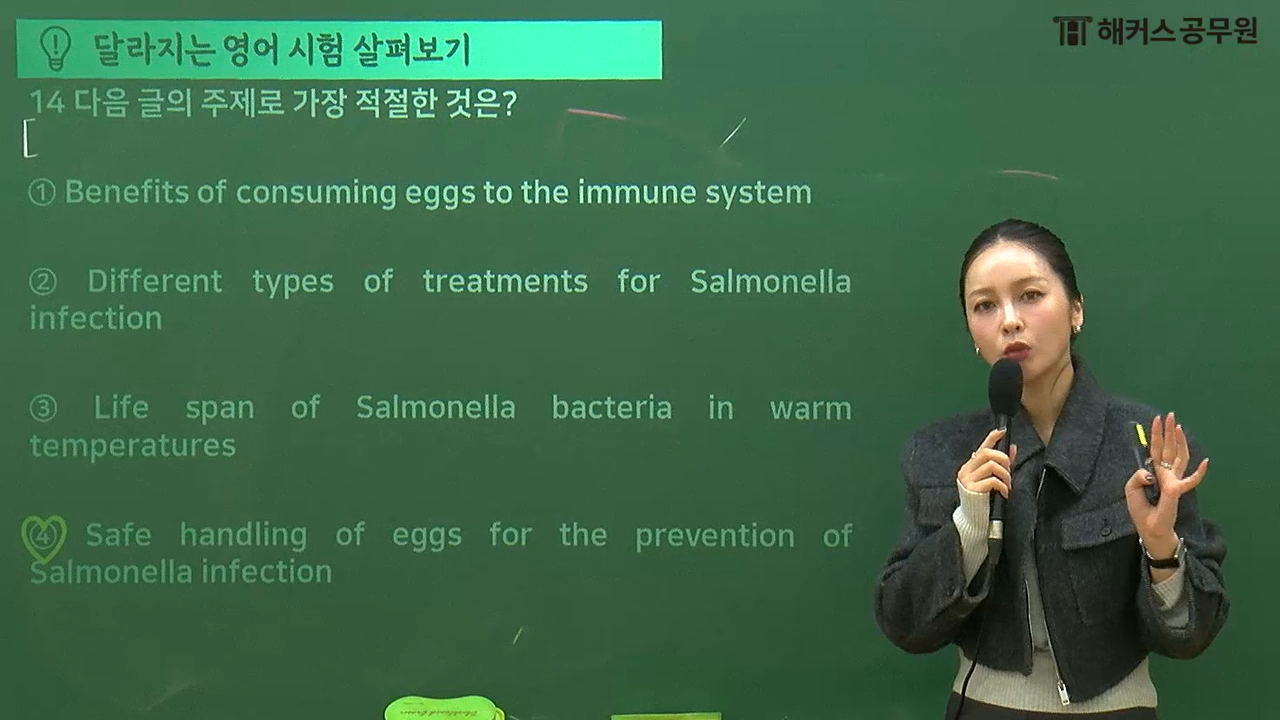 해커스공무원
달라지는 영어 시험 살펴보기
14 다음 글의 주제로 가장 적절한 것은?
① Benefits of consuming eggs to the immune system
② Different types of treatments for Salmonella
infection
③ Life span of Salmonella bacteria in warm
temperatures
④ Safe handling of eggs for the prevention of
Salmonella infection